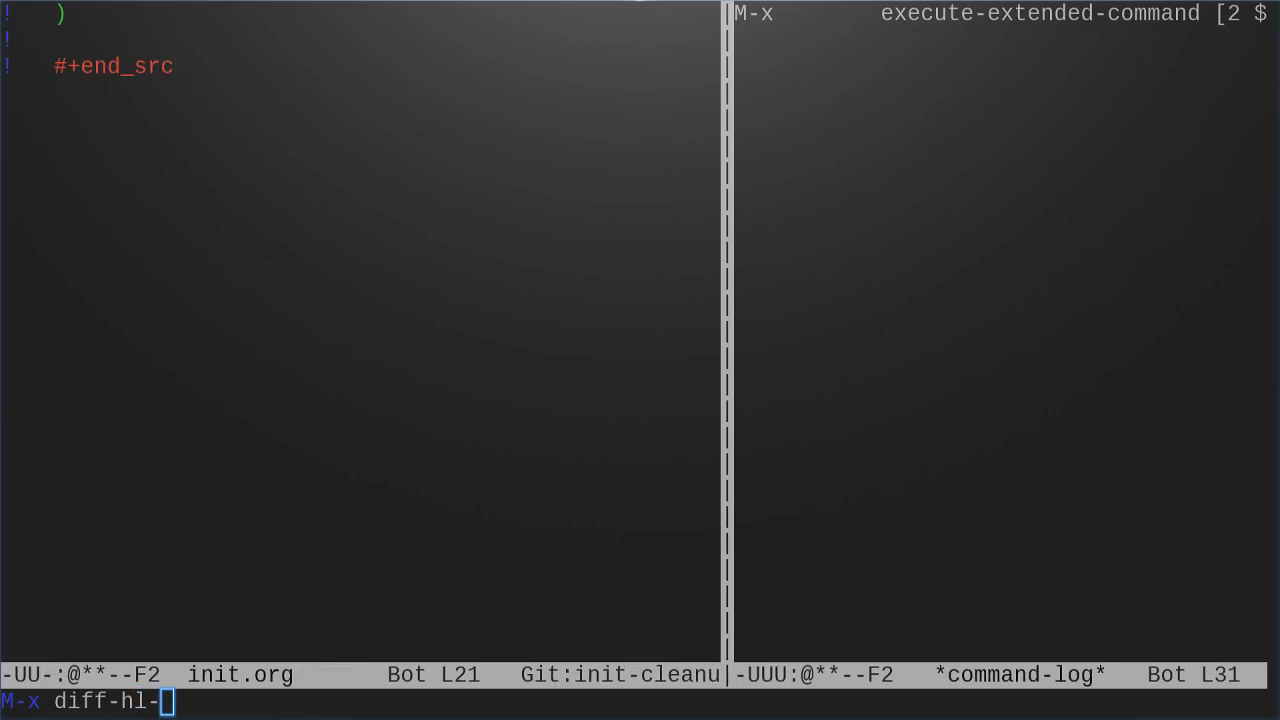 !   )
!
!   #+end_src
M-x        execute-extended-command [2 $
-UU-:@**--F2  init.org       Bot L21   Git:init-cleanu
-UUU:@**--F2   *command-log*   Bot L31
M-x diff-hl-